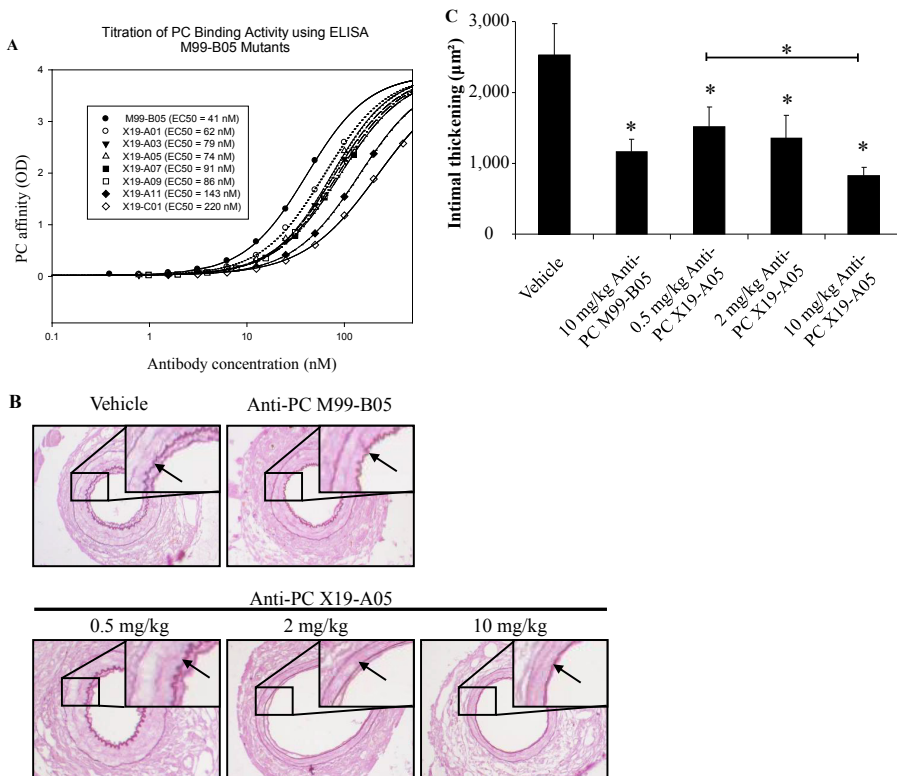 A
Titration of PC Binding Activity using ELISA
M99-B05 Mutants
PC affinity (OD)
4
3
2
1
0
M99-B05 (EC50 = 41 nM)
X19-A01 (EC50 = 62 nM)
X19-A03 (EC50 = 79 nM)
X19-A05 (EC50 = 74 nM)
X19-A07 (EC50 = 91 nM)
X19-A09 (EC50 = 86 nM)
X19-A11 (EC50 = 143 nM)
X19-C01 (EC50 = 220 nM)
0.1 1 10 100
Antibody concentration (nM)
C
Intimal thickening (µm²)
3,000
2,000
1,000
0
*
* * * *
Vehicle
10 mg/kg Anti-
PC M99-B05
0.5 mg/kg Anti-
PC X19-A05
2 mg/kg Anti-
PC X19-A05
10 mg/kg Anti-
PC X19-A05
B
Vehicle Anti-PC M99-B05
Anti-PC X19-A05
0.5 mg/kg 2 mg/kg 10 mg/kg